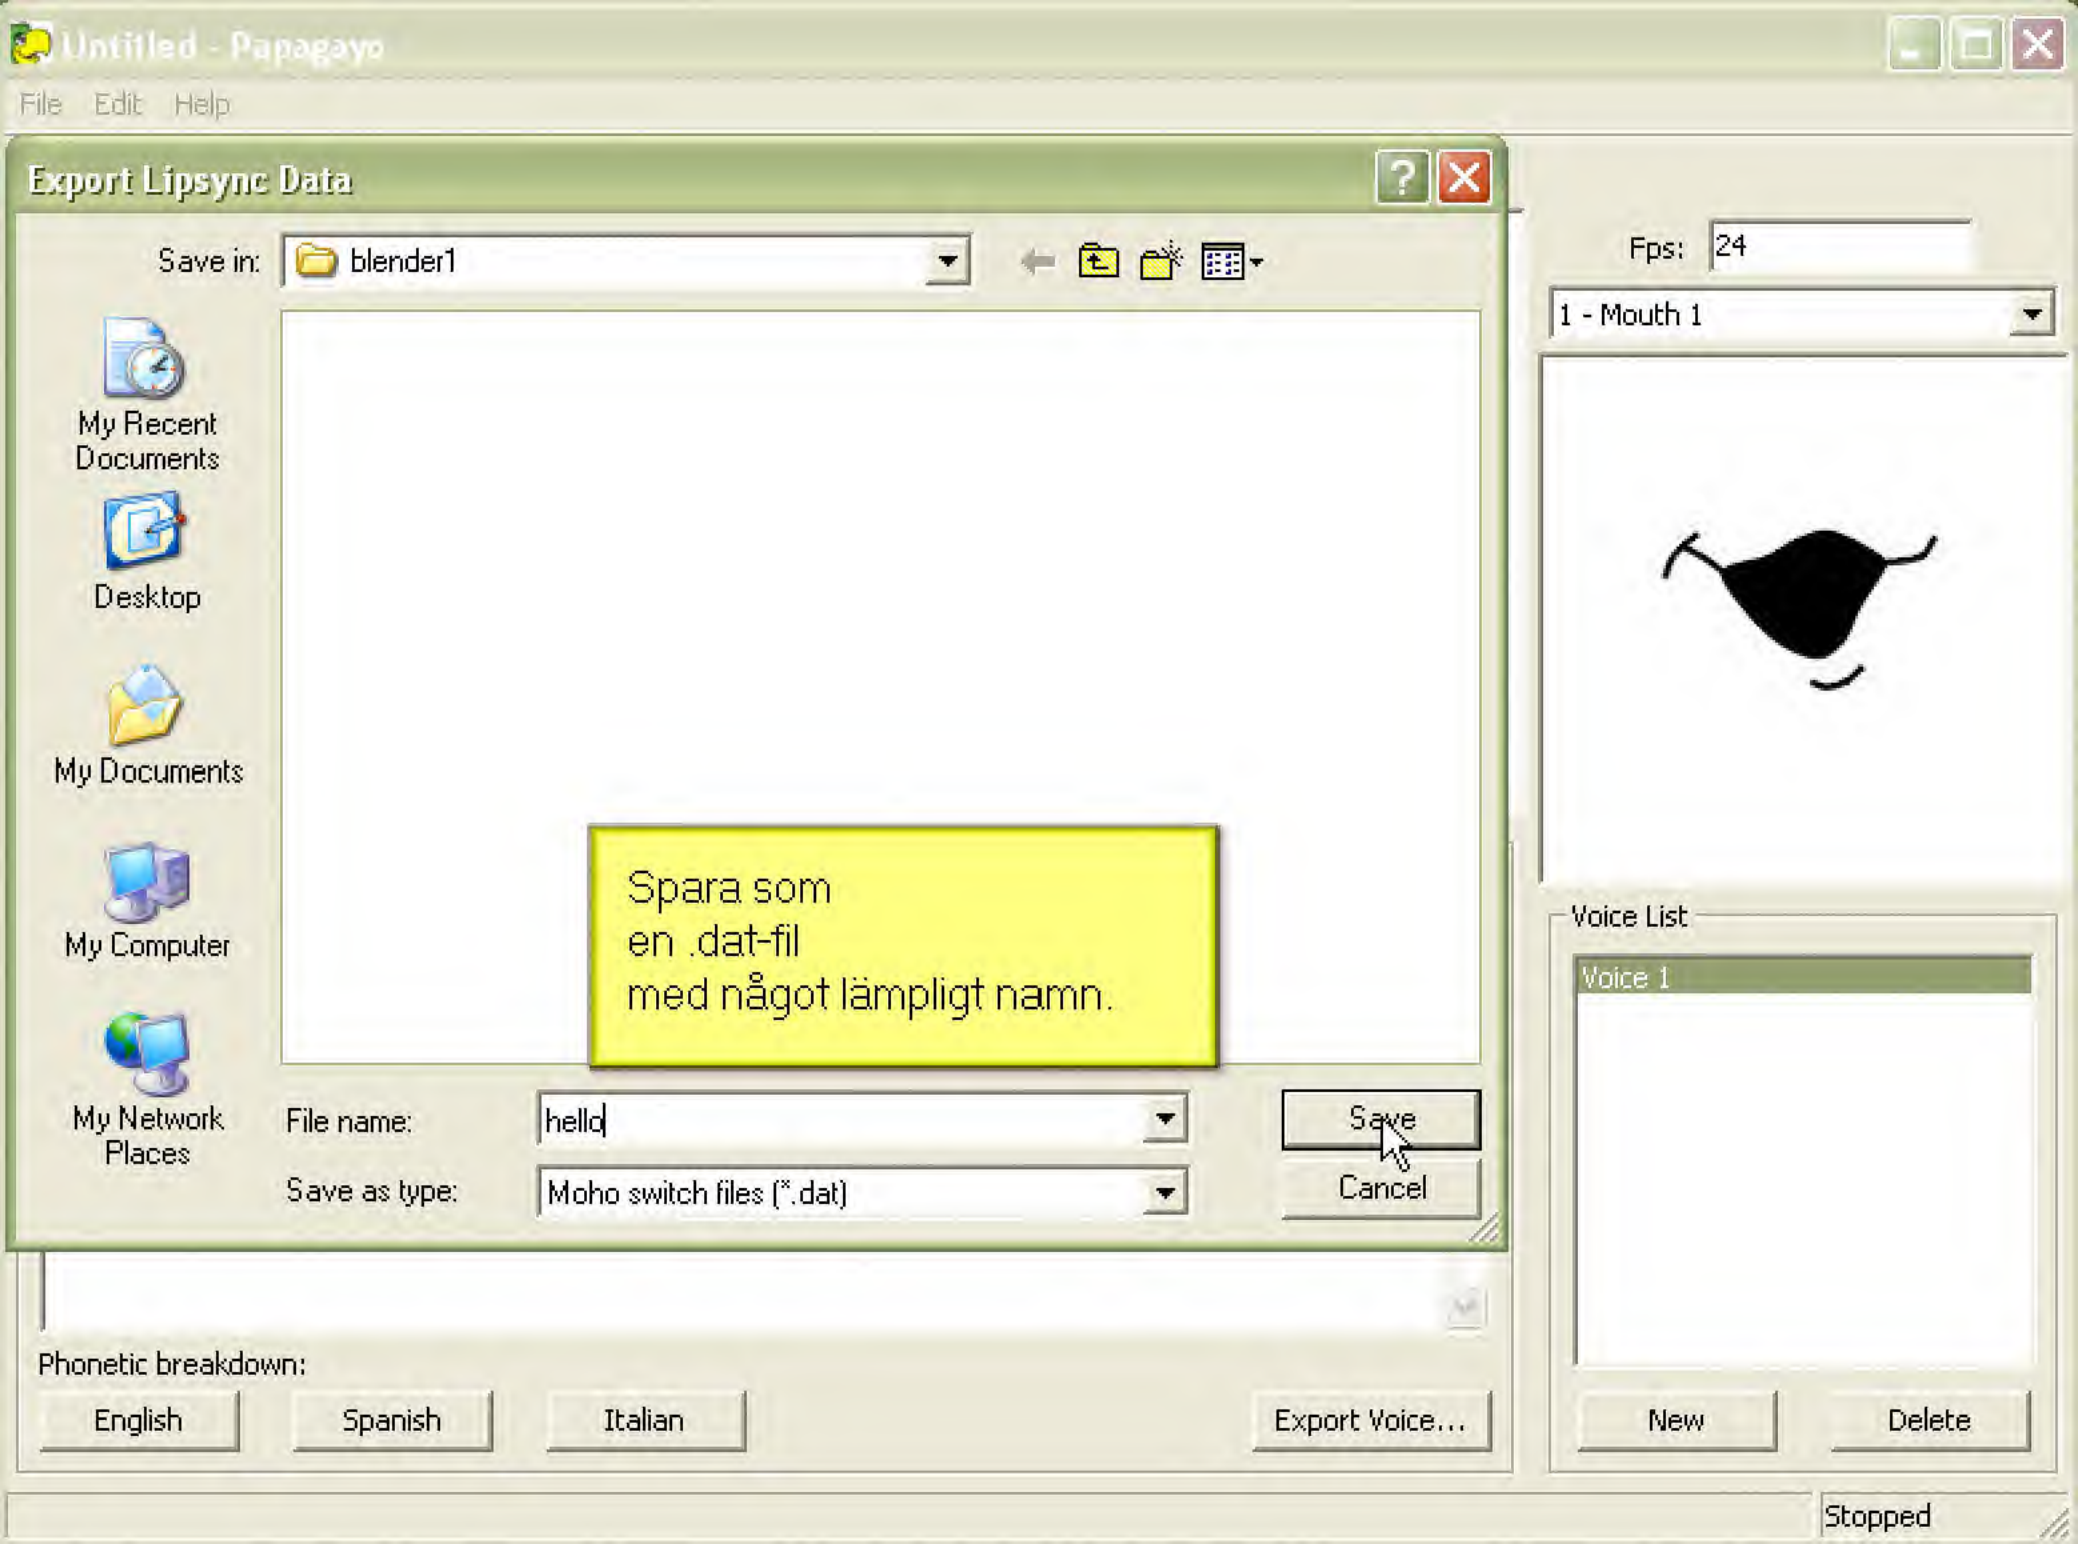 Untitled - Papagayo
File Edit Help
Export Lipsync Data
Save in: blender1
Fps: 24
1 - Mouth 1
My Recent
Documents
Desktop
My Documents
My Computer
My Network
Places
Spara som
en .dat-fil
med något lämpligt namn.
File name: hello
Save
Save as type: Moho switch files (*.dat)
Cancel
Voice List
Voice 1
Phonetic breakdown:
English Spanish Italian Export Voice...
New Delete
Stopped